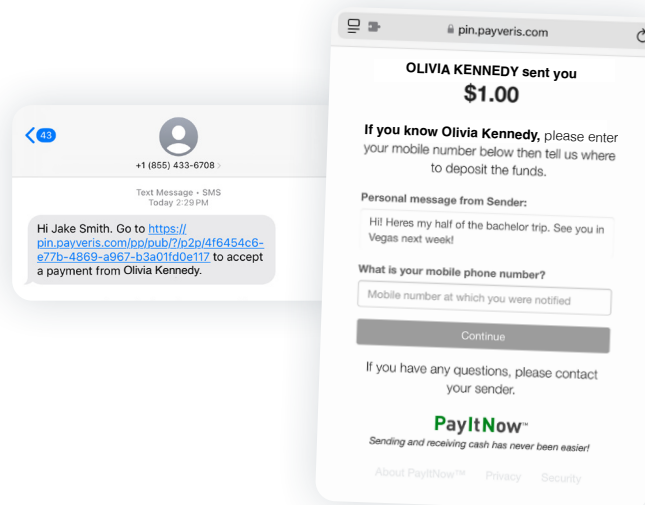 43
+1 (855) 433-6708 >
Text Message • SMS
Today 2:29 PM
Hi Jake Smith. Go to https://
pin.payveris.com/pp/pub/?/p2p/4f6454c6-
e77b-4869-a967-b3a01fd0e117 to accept
a payment from Olivia Kennedy.
pin.payveris.com
OLIVIA KENNEDY sent you
$1.00
If you know Olivia Kennedy, please enter
your mobile number below then tell us where
to deposit the funds.
Personal message from Sender:
Hi! Heres my half of the bachelor trip. See you in
Vegas next week!
What is your mobile phone number?
Mobile number at which you were notified
Continue
If you have any questions, please contact
your sender.
PayItNow™
Sending and receiving cash has never been easier!
About PayItNow™ Privacy Security